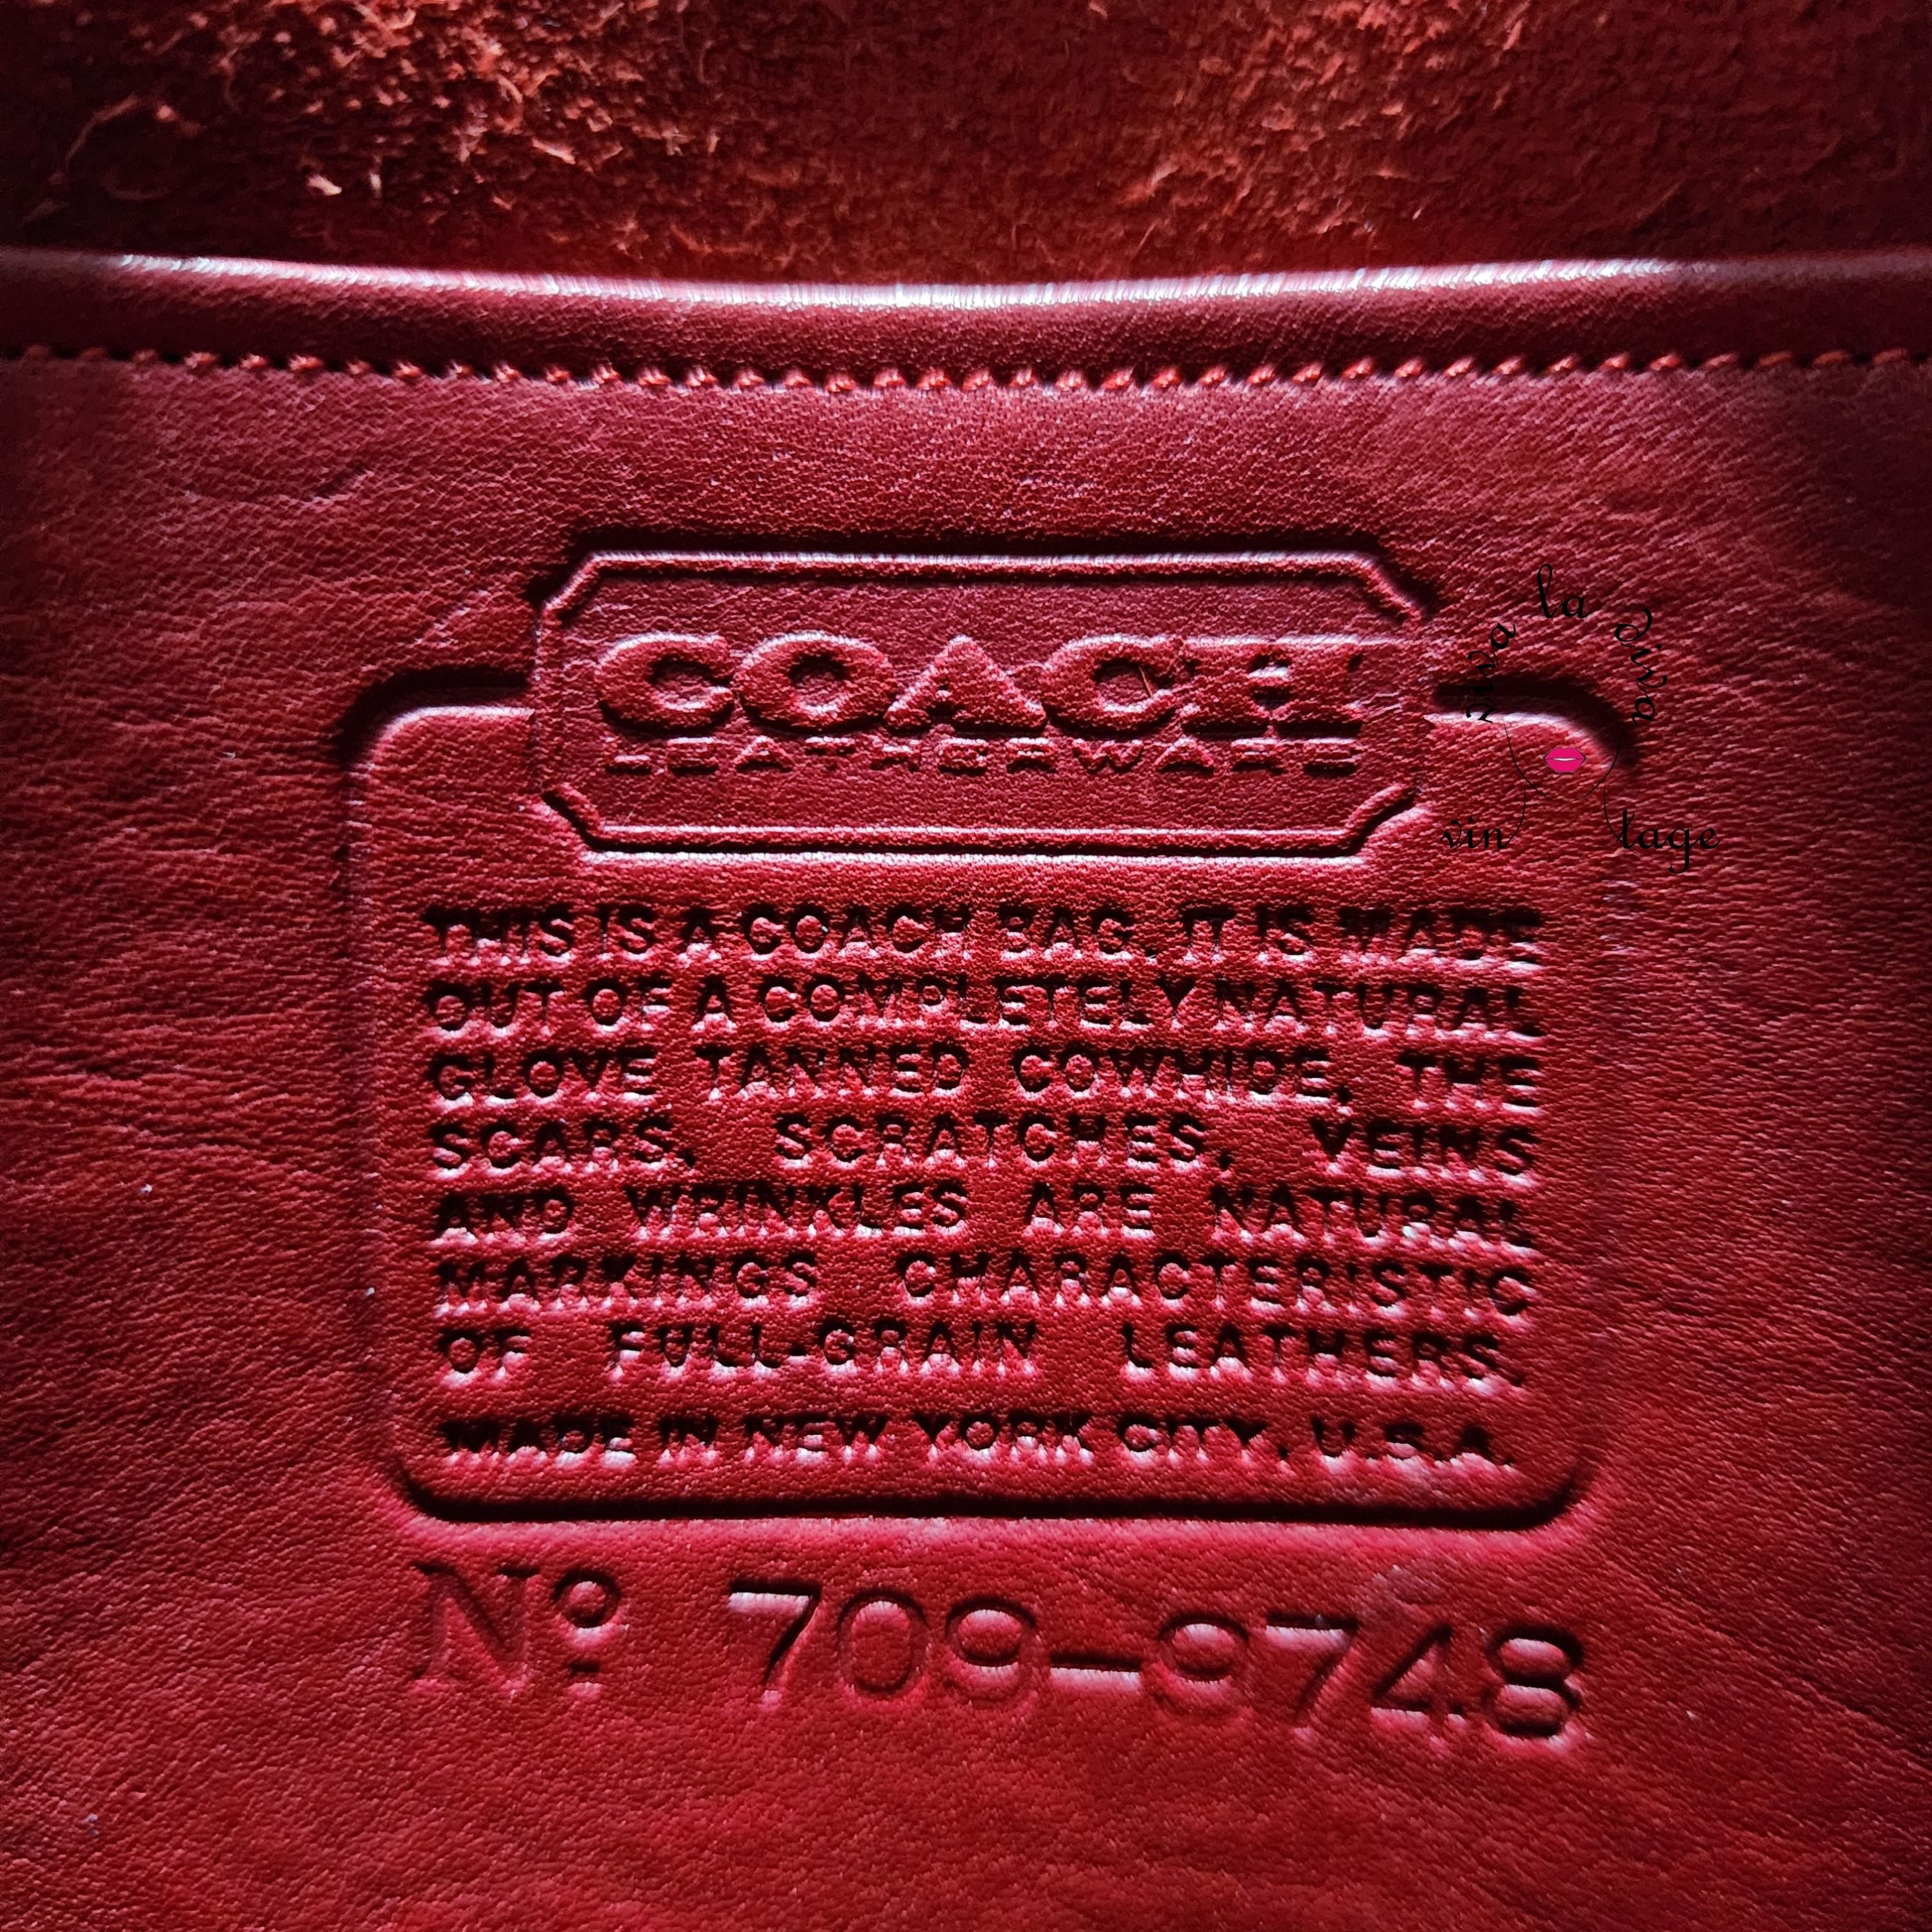 COACH
LEATHERWARE
THIS IS A COACH BAG. IT IS MADE
OUT OF A COMPLETELY NATURAL
GLOVE TANNED COWHIDE, THE
SCARS, SCRATCHES, VEINS
AND WRINKLES ARE NATURAL
MARKINGS CHARACTERISTIC
OF FULL-GRAIN LEATHERS.
MADE IN NEW YORK CITY, U.S.A.
Nº 709-9748
viva la diva
vin tage